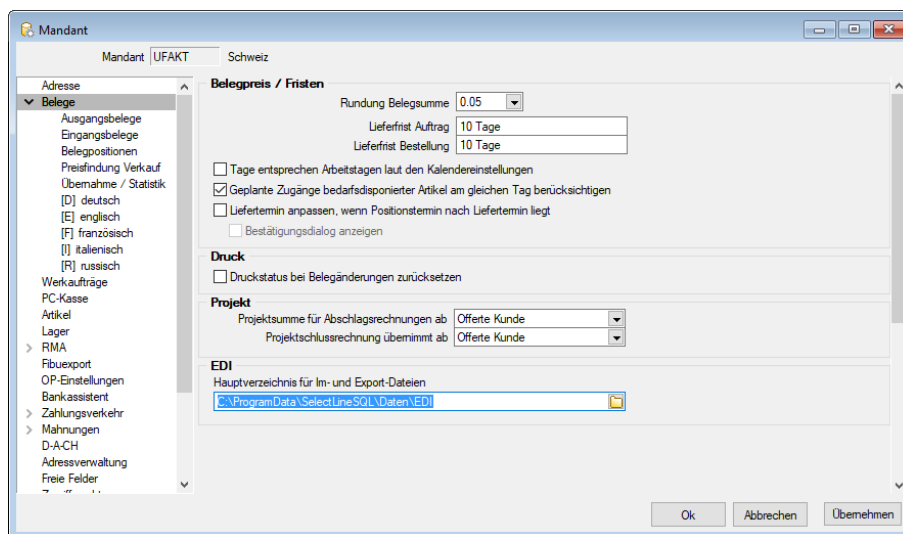 Mandant
Mandant UFAKT Schweiz
Adresse
Belege
Ausgangsbelege
Eingangsbelege
Belegpositionen
Preisfindung Verkauf
Übernahme / Statistik
[D] deutsch
[E] englisch
[F] französisch
[I] italienisch
[R] russisch
Werkaufträge
PC-Kasse
Artikel
Lager
RMA
Fibuexport
OP-Einstellungen
Bankassistent
Zahlungsverkehr
Mahnungen
D-A-CH
Adressverwaltung
Freie Felder
Belegpreis / Fristen
Rundung Belegsumme 0.05
Lieferfrist Auftrag 10 Tage
Lieferfrist Bestellung 10 Tage
Tage entsprechen Arbeitstagen laut den Kalendereinstellungen
Geplante Zugänge bedarfsdisponierter Artikel am gleichen Tag berücksichtigen
Liefertermin anpassen, wenn Positionstermin nach Liefertermin liegt
Bestätigungsdialog anzeigen
Druck
Druckstatus bei Belegänderungen zurücksetzen
Projekt
Projektsumme für Abschlagsrechnungen ab Offerte Kunde
Projektschlussrechnung übernimmt ab Offerte Kunde
EDI
Hauptverzeichnis für Im- und Export-Dateien
C:\ProgramData\SelectLineSQL\Daten\EDI
Ok Abbrechen Übernehmen